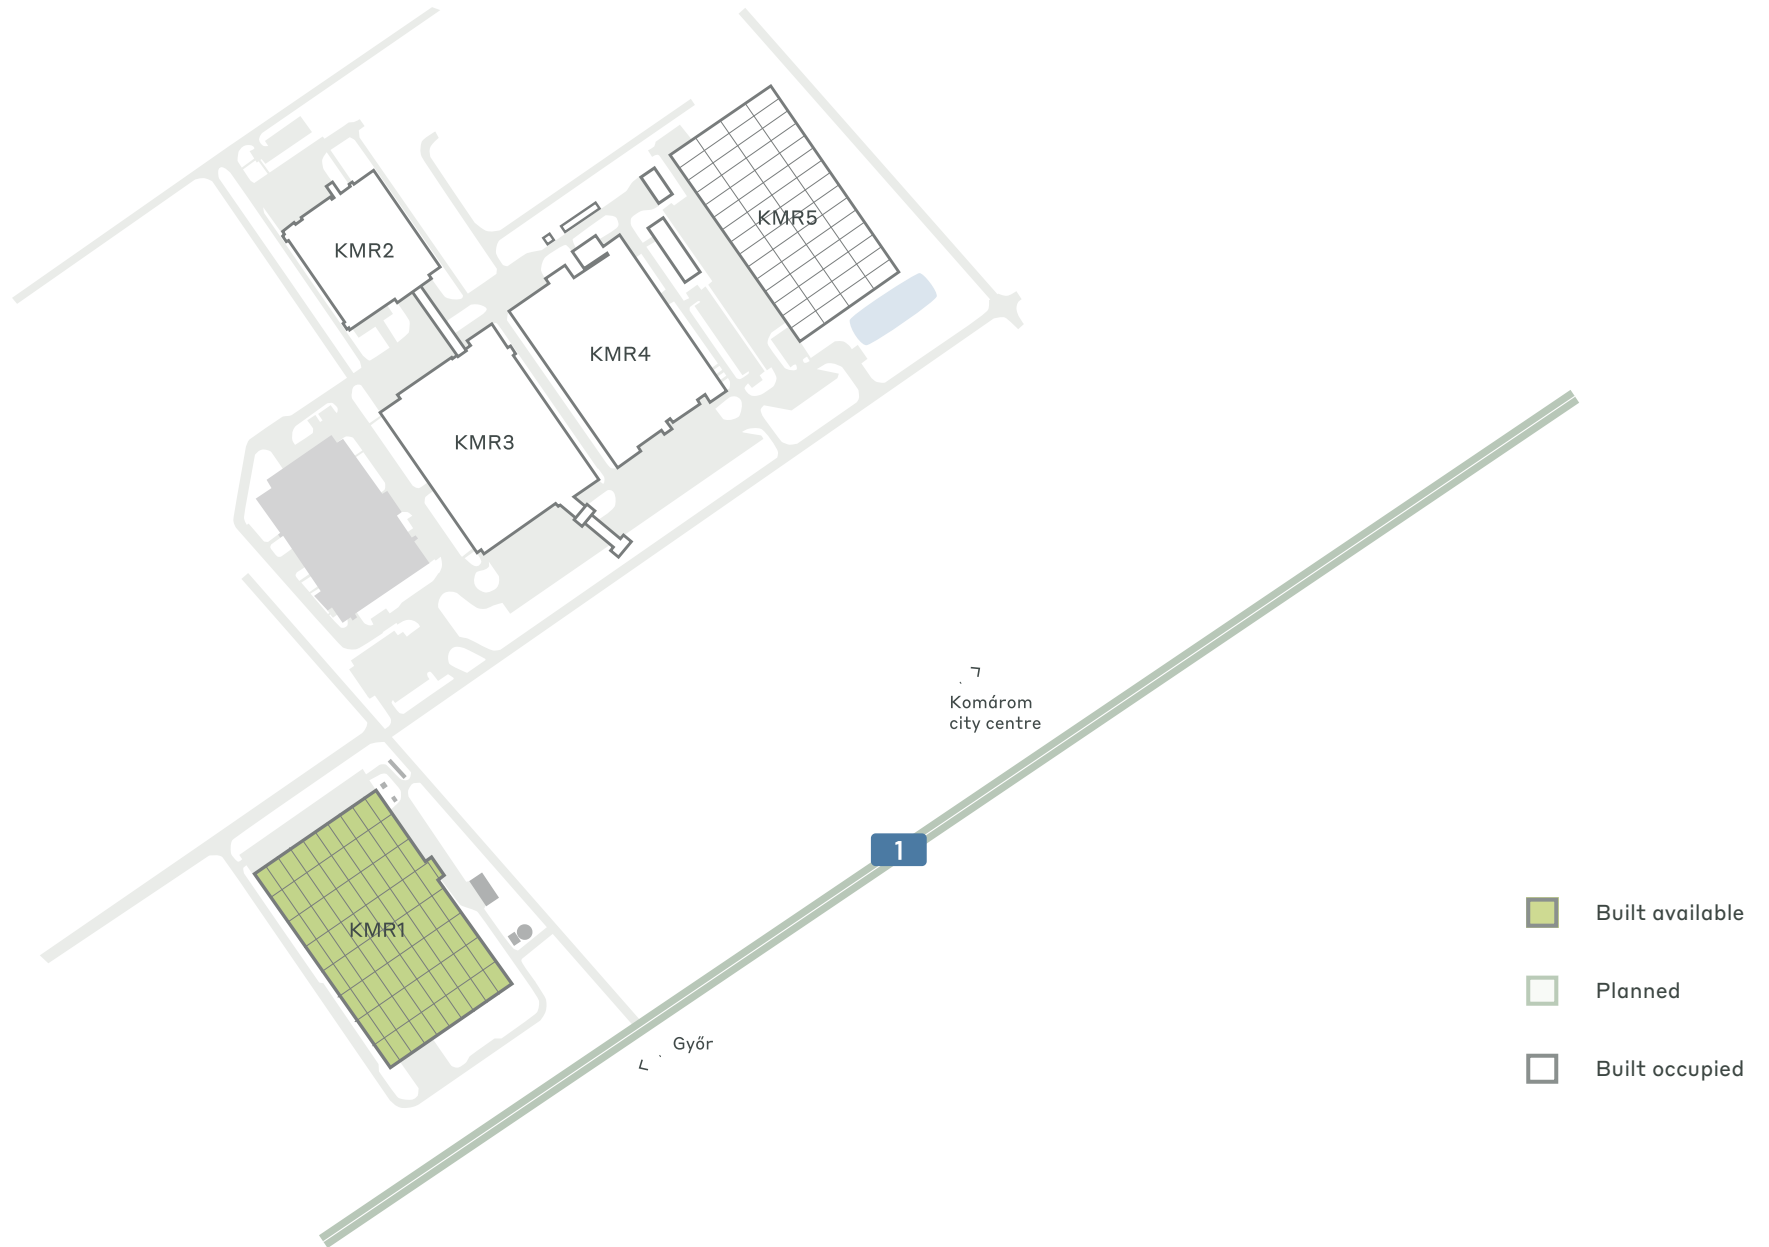 KMR5
KMR2
KMR4
KMR3
Komárom
city centre
1
Built available
KMR1
Planned
Győr
Built occupied